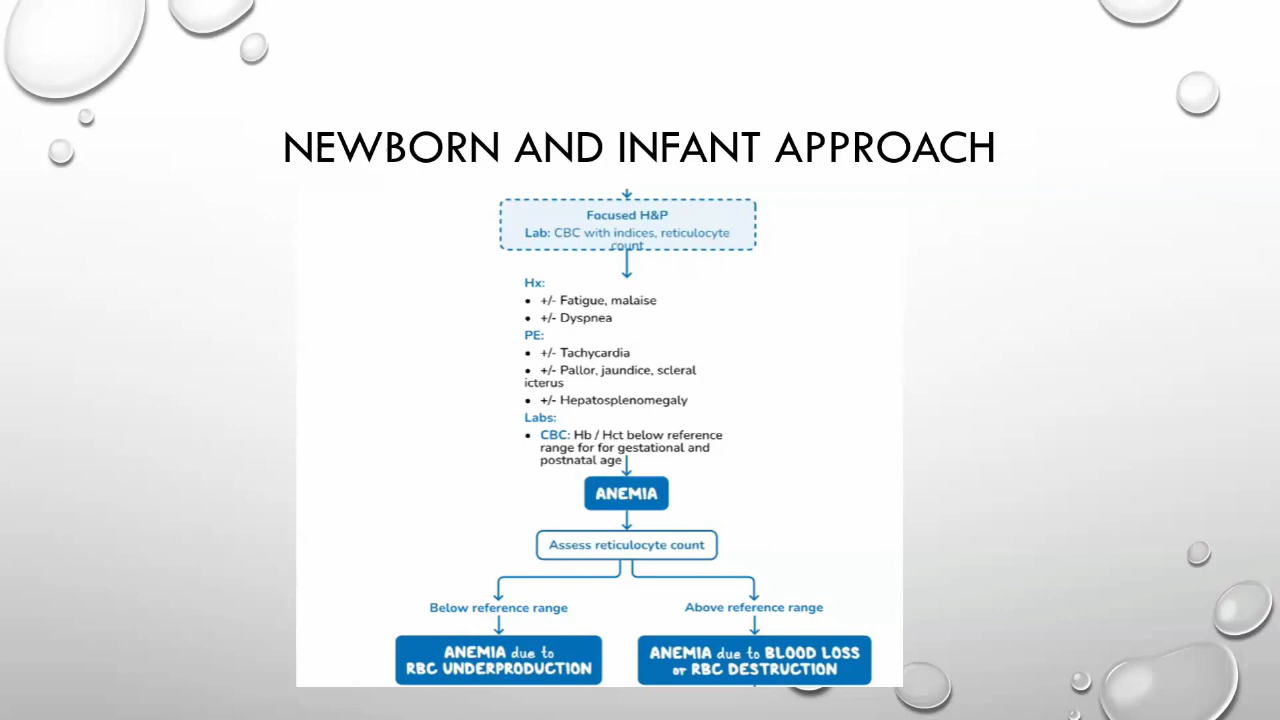 NEWBORN AND INFANT APPROACH
Focused H&P
Lab: CBC with indices, reticulocyte
count
Hx:
• +/- Fatigue, malaise
• +/- Dyspnea
PE:
• +/- Tachycardia
• +/- Pallor, jaundice, scleral
icterus
• +/- Hepatosplenomegaly
Labs:
• CBC: Hb / Hct below reference
range for for gestational and
postnatal age
ANEMIA
Assess reticulocyte count
Below reference range
Above reference range
ANEMIA due to
RBC UNDERPRODUCTION
ANEMIA due to BLOOD LOSS
or RBC DESTRUCTION